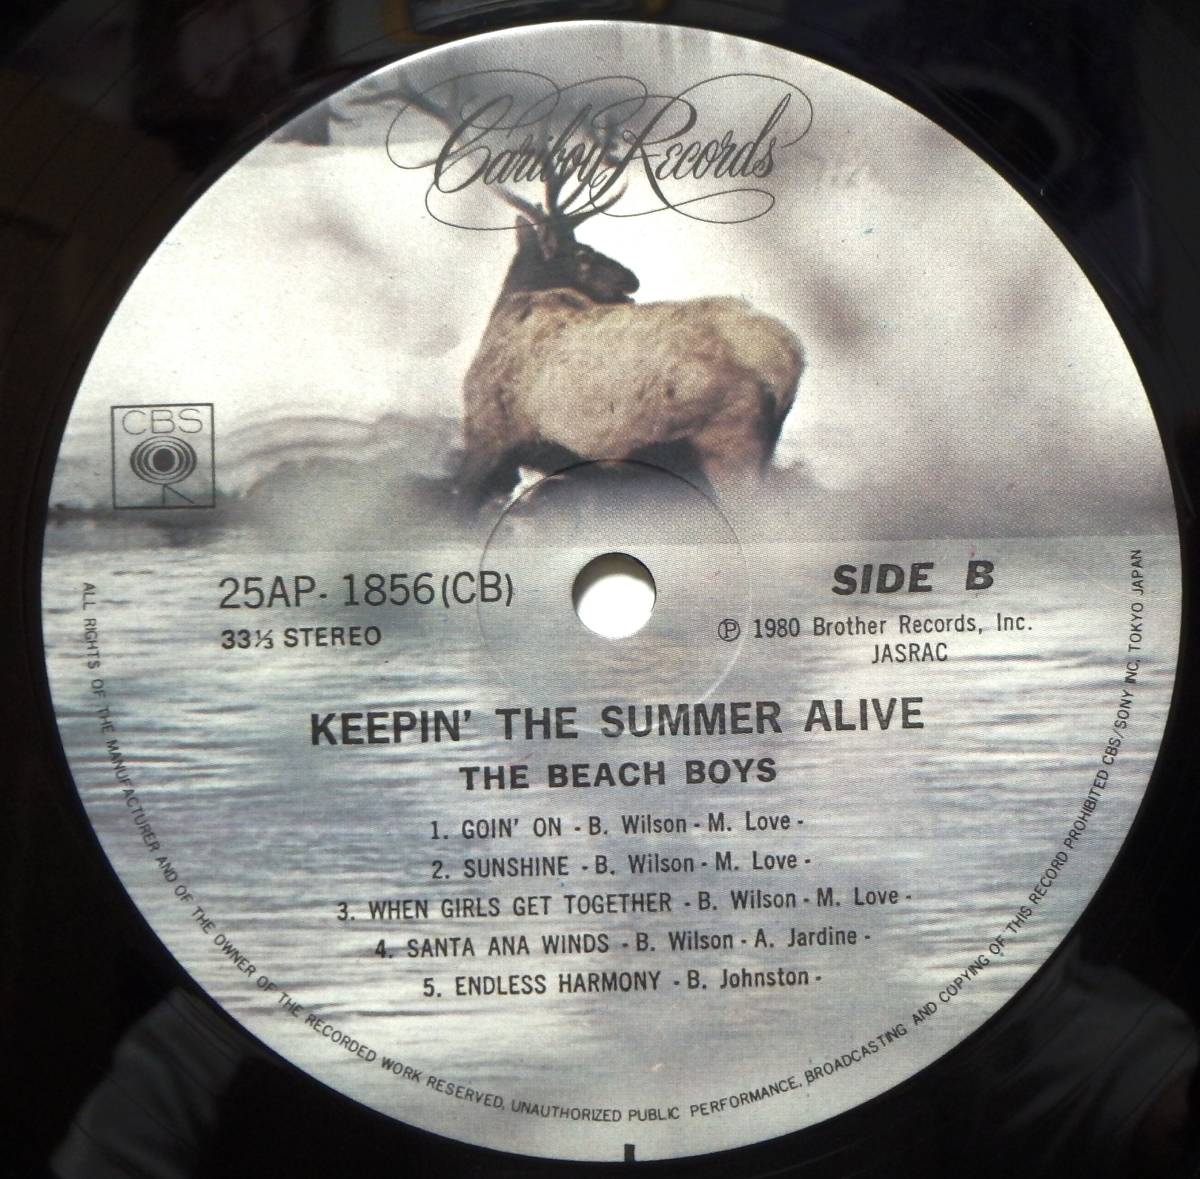 Caribou Records
CBS
25AP- 1856(CB)
33⅓ STEREO
SIDE B
Ⓟ 1980 Brother Records, Inc.
JASRAC
KEEPIN' THE SUMMER ALIVE
THE BEACH BOYS
1. GOIN' ON - B. Wilson - M. Love -
2. SUNSHINE - B. Wilson - M. Love -
3. WHEN GIRLS GET TOGETHER - B. Wilson - M. Love -
4. SANTA ANA WINDS - B. Wilson - A. Jardine -
5. ENDLESS HARMONY - B. Johnston -
ALL RIGHTS OF THE MANUFACTURER AND OF THE OWNER OF THE RECORDED WORK RESERVED, UNAUTHORIZED PUBLIC PERFORMANCE, BROADCASTING AND COPYING OF THIS RECORD PROHIBITED CBS/SONY INC, TOKYO JAPAN